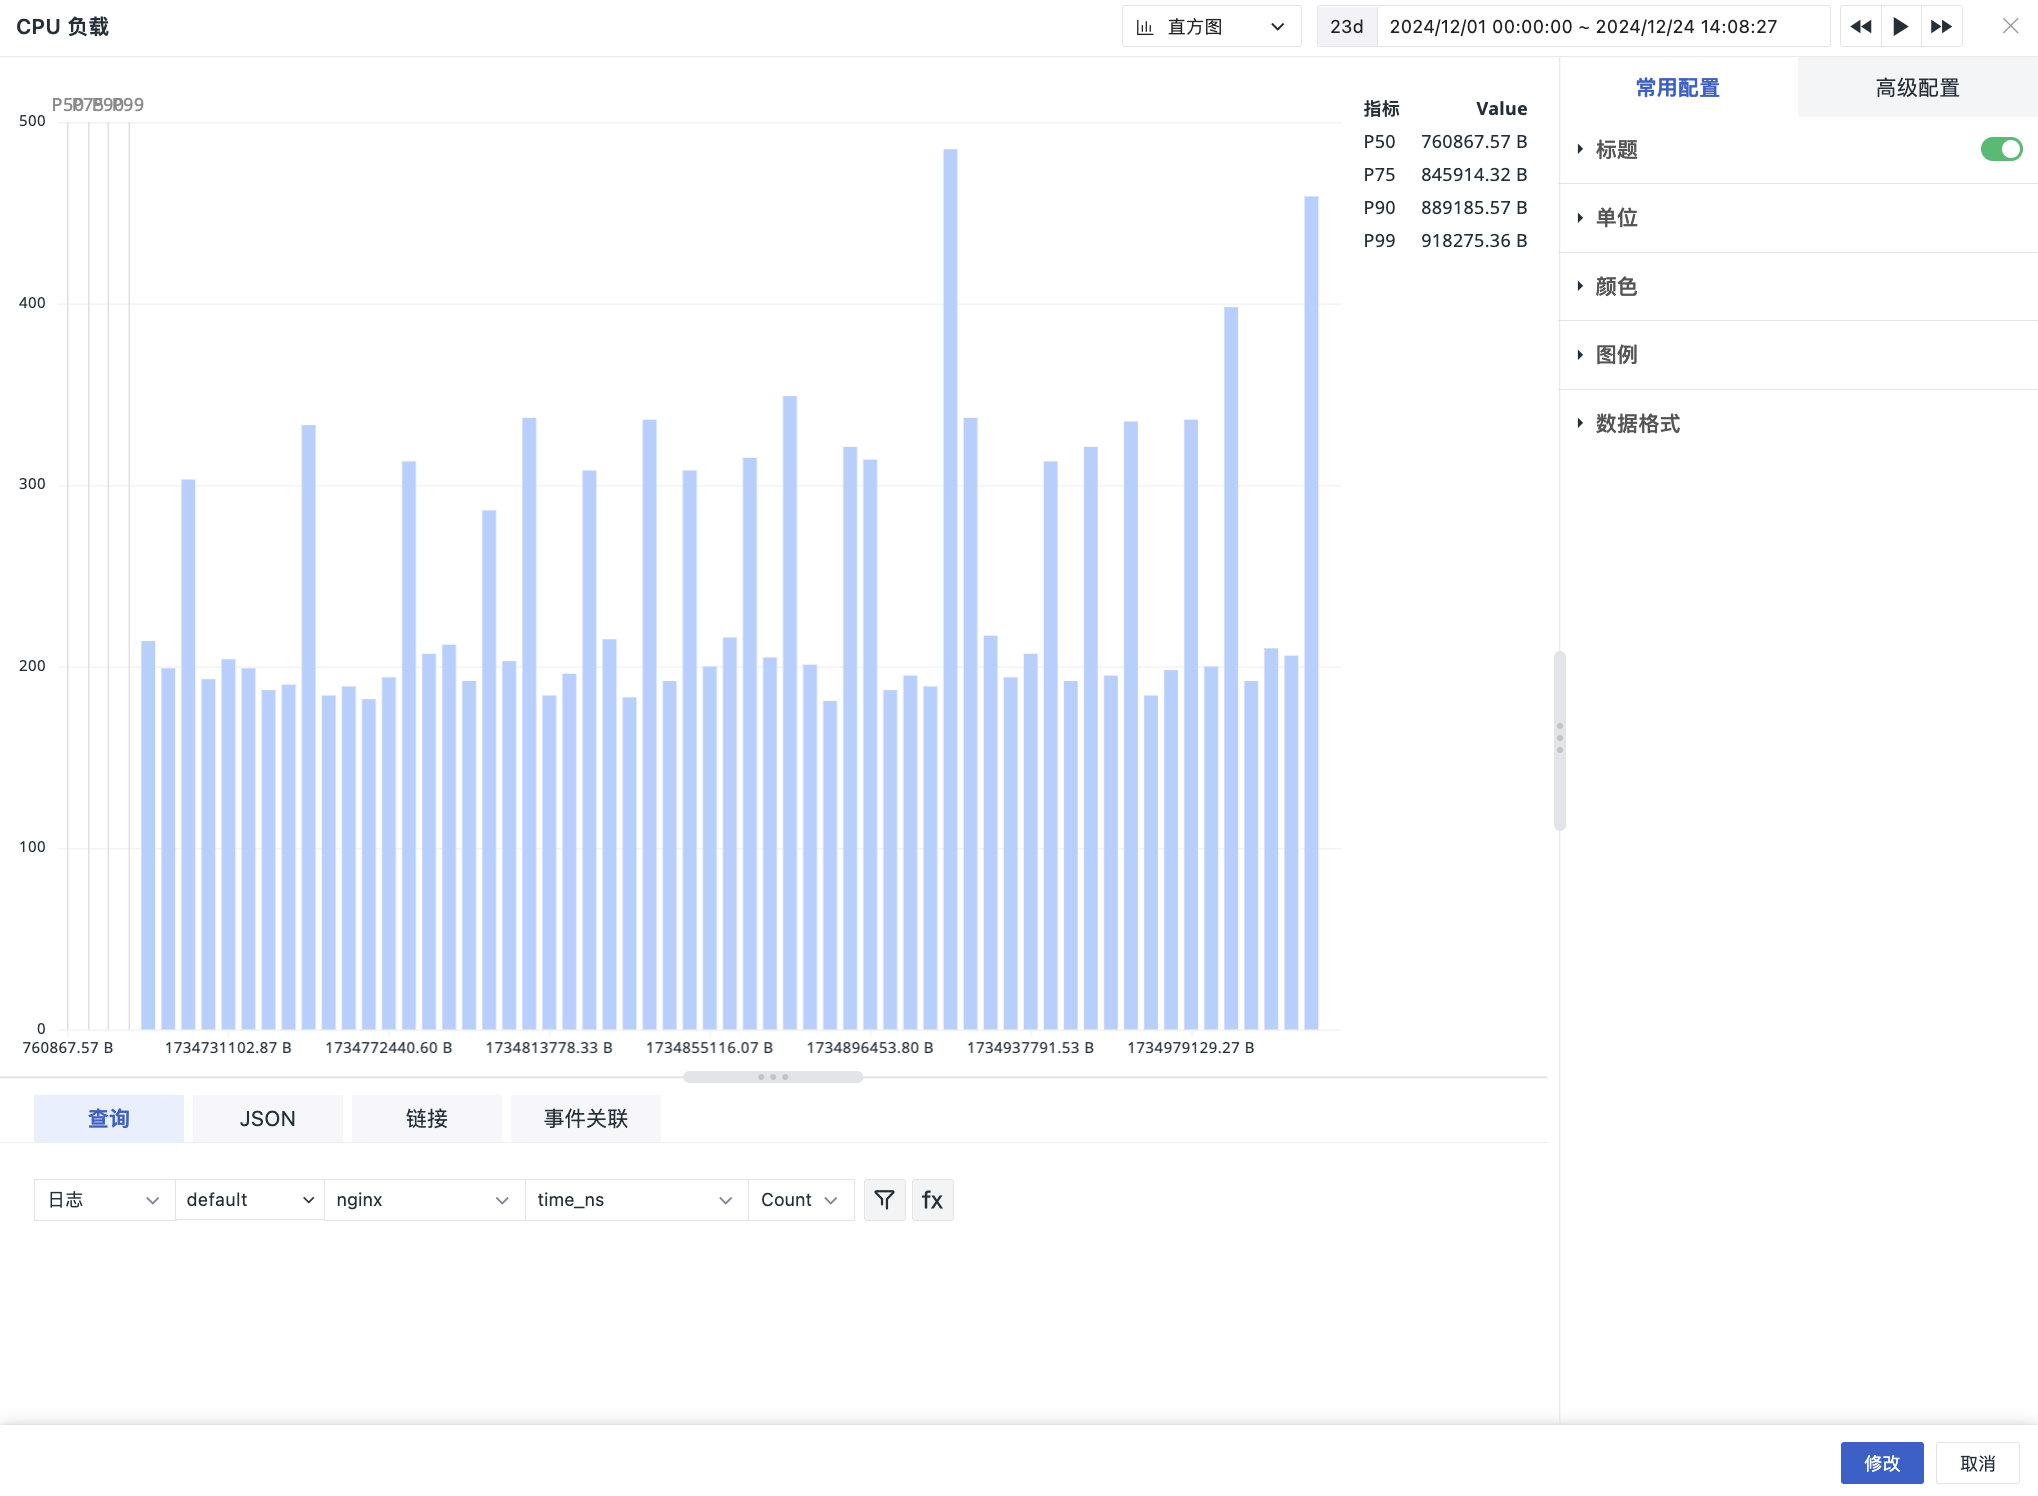 CPU 负载
直方图
23d 2024/12/01 00:00:00 ~ 2024/12/24 14:08:27
常用配置
高级配置
P50 P75 P90 P99
500
400
300
200
100
0
760867.57 B 1734731102.87 B 1734772440.60 B 1734813778.33 B 1734855116.07 B 1734896453.80 B 1734937791.53 B 1734979129.27 B
指标 Value
P50 760867.57 B
P75 845914.32 B
P90 889185.57 B
P99 918275.36 B
标题
单位
颜色
图例
数据格式
查询 JSON 链接 事件关联
日志 default nginx time_ns Count fx
修改 取消